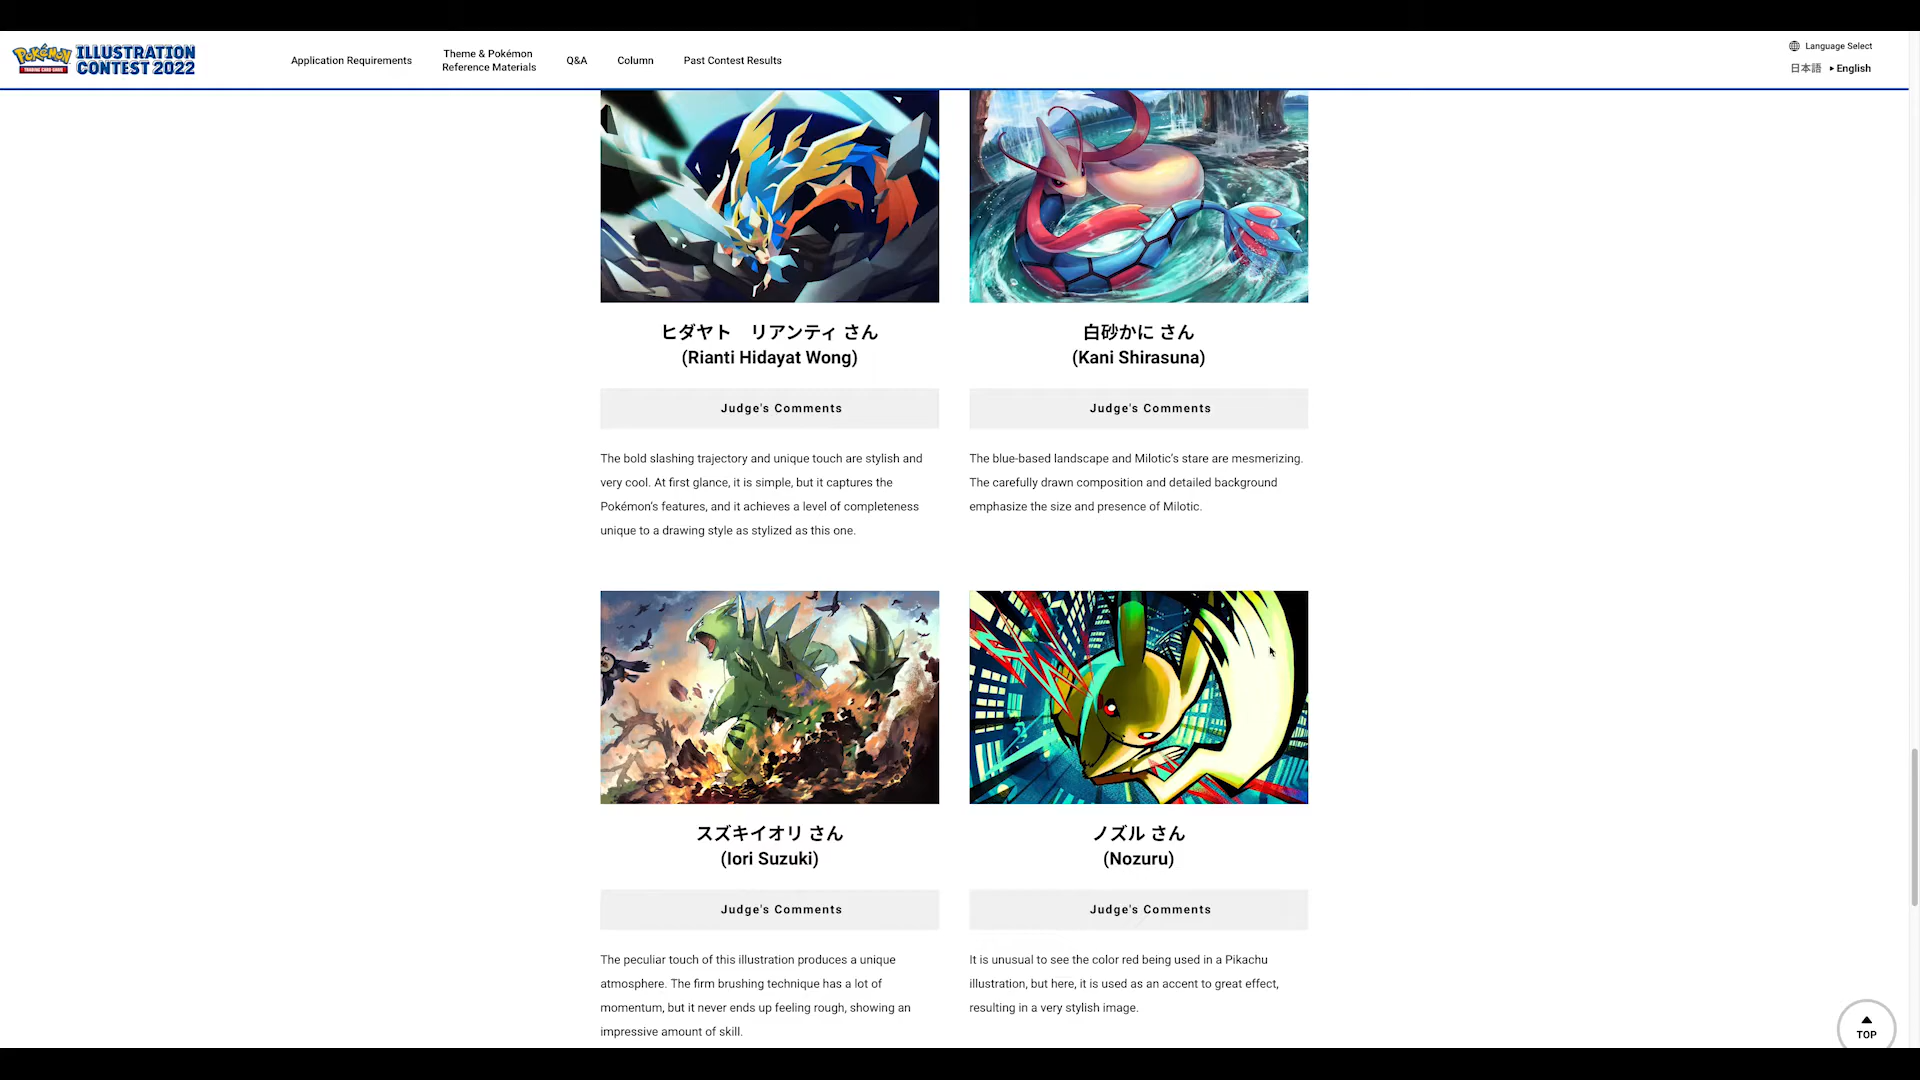 Pokémon
TRADING CARD GAME
ILLUSTRATION
CONTEST 2022
Application Requirements
Theme & Pokémon
Reference Materials
Q&A
Column
Past Contest Results
Language Select
日本語 ▸ English
ヒダヤト　リアンティ さん
(Rianti Hidayat Wong)
Judge's Comments
The bold slashing trajectory and unique touch are stylish and
very cool. At first glance, it is simple, but it captures the
Pokémon's features, and it achieves a level of completeness
unique to a drawing style as stylized as this one.
白砂かに さん
(Kani Shirasuna)
Judge's Comments
The blue-based landscape and Milotic's stare are mesmerizing.
The carefully drawn composition and detailed background
emphasize the size and presence of Milotic.
スズキイオリ さん
(Iori Suzuki)
Judge's Comments
The peculiar touch of this illustration produces a unique
atmosphere. The firm brushing technique has a lot of
momentum, but it never ends up feeling rough, showing an
impressive amount of skill.
ノズル さん
(Nozuru)
Judge's Comments
It is unusual to see the color red being used in a Pikachu
illustration, but here, it is used as an accent to great effect,
resulting in a very stylish image.
TOP